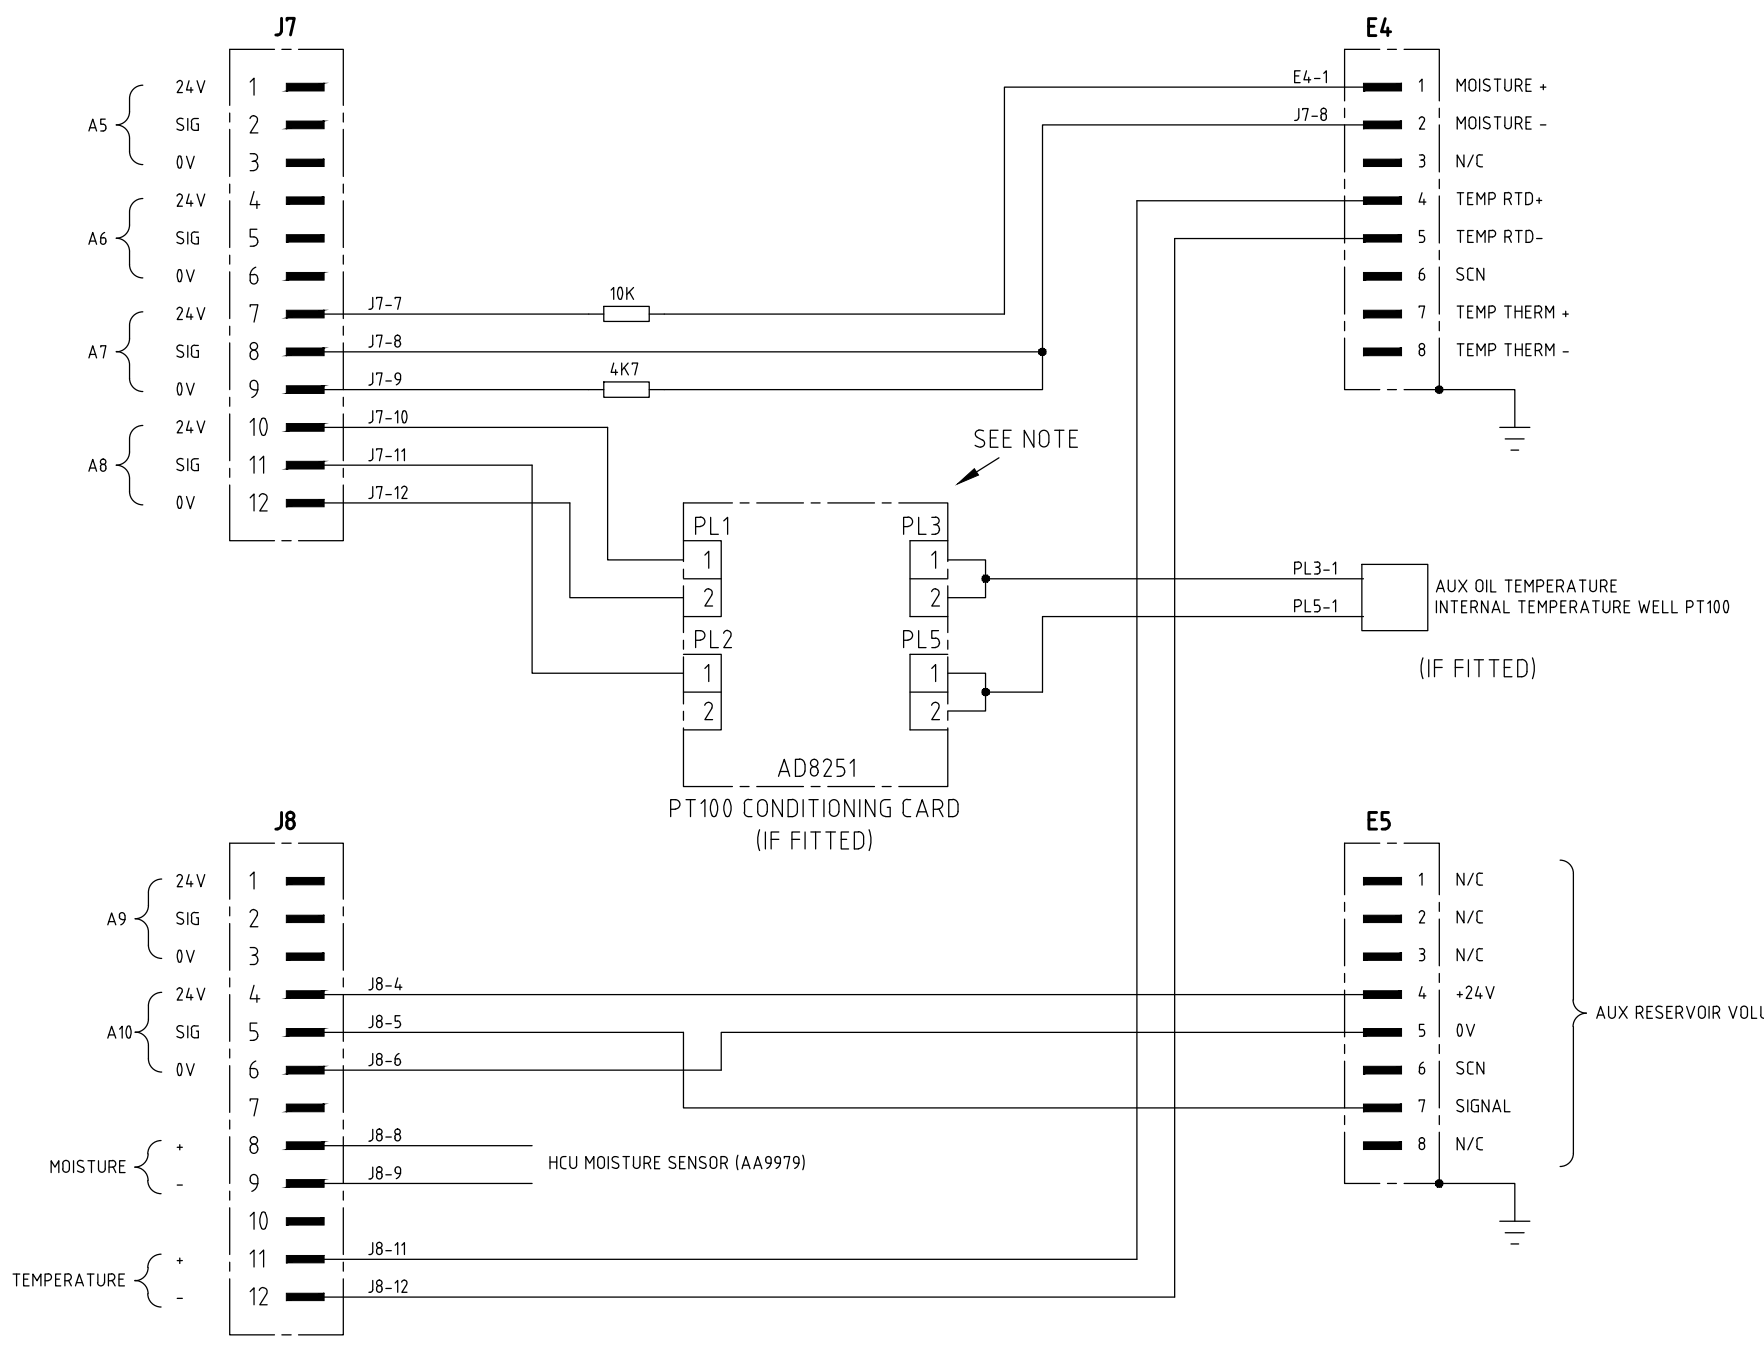 J7
E4
A5
24V 1
SIG 2
0V 3
A6
24V 4
SIG 5
0V 6
A7
24V 7 J7-7 10K
SIG 8 J7-8
0V 9 J7-9 4K7
A8
24V 10 J7-10
SIG 11 J7-11
0V 12 J7-12
E4-1 1 MOISTURE +
J7-8 2 MOISTURE -
3 N/C
4 TEMP RTD+
5 TEMP RTD-
6 SCN
7 TEMP THERM +
8 TEMP THERM -
SEE NOTE
PL1
1
2
PL2
1
2
PL3
1
2
PL5
1
2
AD8251
PT100 CONDITIONING CARD
(IF FITTED)
PL3-1
PL5-1
AUX OIL TEMPERATURE
INTERNAL TEMPERATURE WELL PT100
(IF FITTED)
J8
E5
A9
24V 1
SIG 2
0V 3
A10
24V 4 J8-4
SIG 5 J8-5
0V 6 J8-6
7
MOISTURE
+ 8 J8-8
- 9 J8-9
HCU MOISTURE SENSOR (AA9979)
10
TEMPERATURE
+ 11 J8-11
- 12 J8-12
1 N/C
2 N/C
3 N/C
4 +24V
5 0V
6 SCN
7 SIGNAL
8 N/C
AUX RESERVOIR